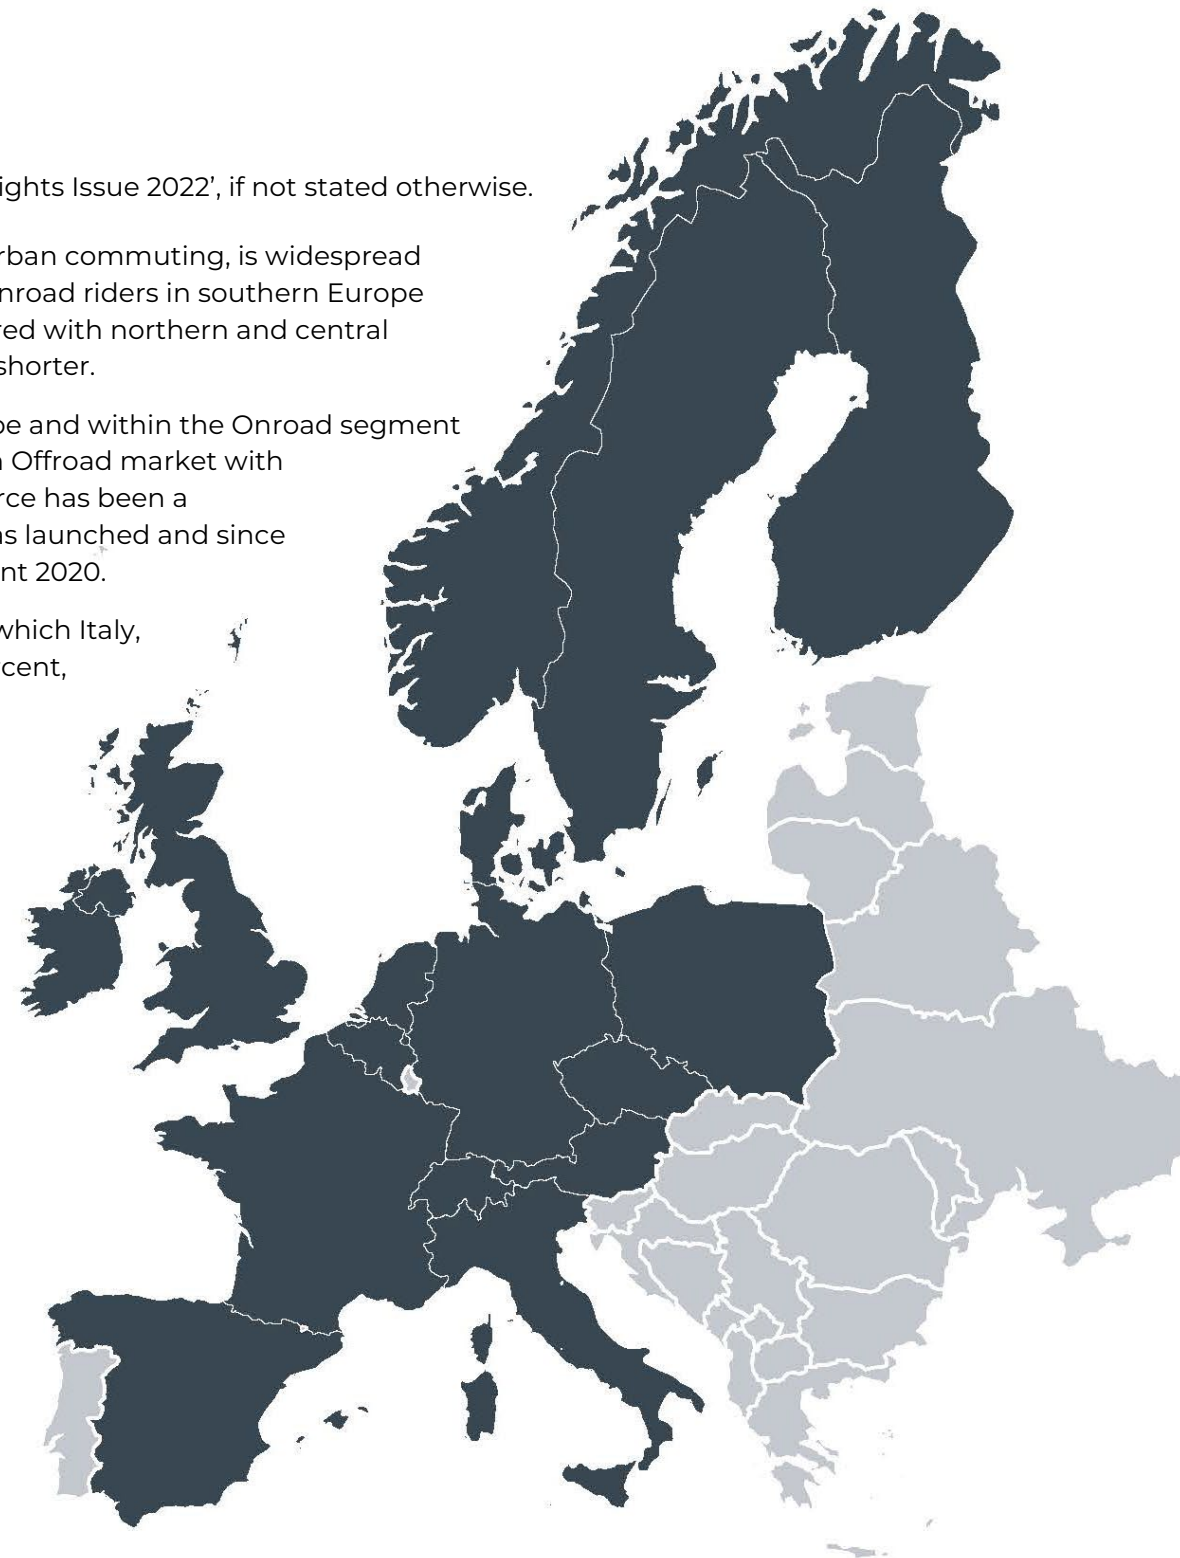 ights Issue 2022’, if not stated otherwise.
rban commuting, is widespread
nroad riders in southern Europe
red with northern and central
shorter.
pe and within the Onroad segment
n Offroad market with
rce has been a
as launched and since
nt 2020.
which Italy,
rcent,